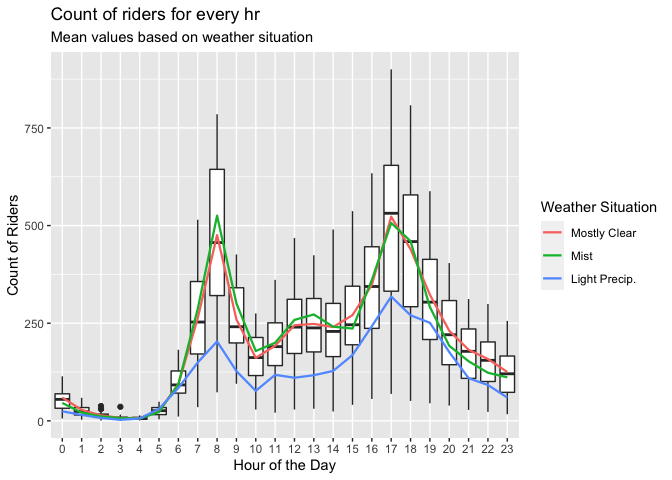 Count of riders for every hr
Mean values based on weather situation
Count of Riders
750
500
250
0
0 1 2 3 4 5 6 7 8 9 10 11 12 13 14 15 16 17 18 19 20 21 22 23
Hour of the Day
Weather Situation
Mostly Clear
Mist
Light Precip.